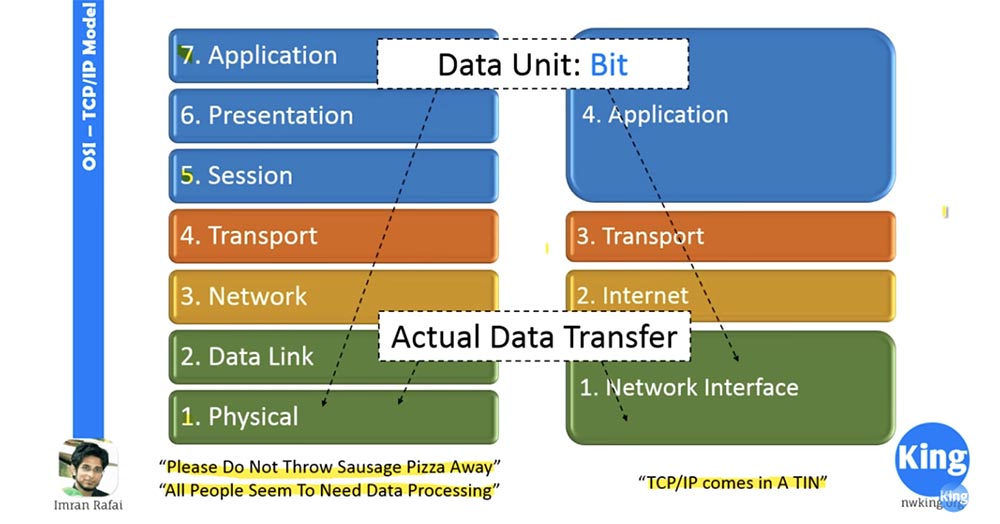 OSI – TCP/IP Model
7. Application
6. Presentation
5. Session
4. Transport
3. Network
2. Data Link
1. Physical
Data Unit: Bit
Actual Data Transfer
4. Application
3. Transport
2. Internet
1. Network Interface
“Please Do Not Throw Sausage Pizza Away”
“All People Seem To Need Data Processing”
“TCP/IP comes in A TIN”
Imran Rafai
King
nwking.org
King